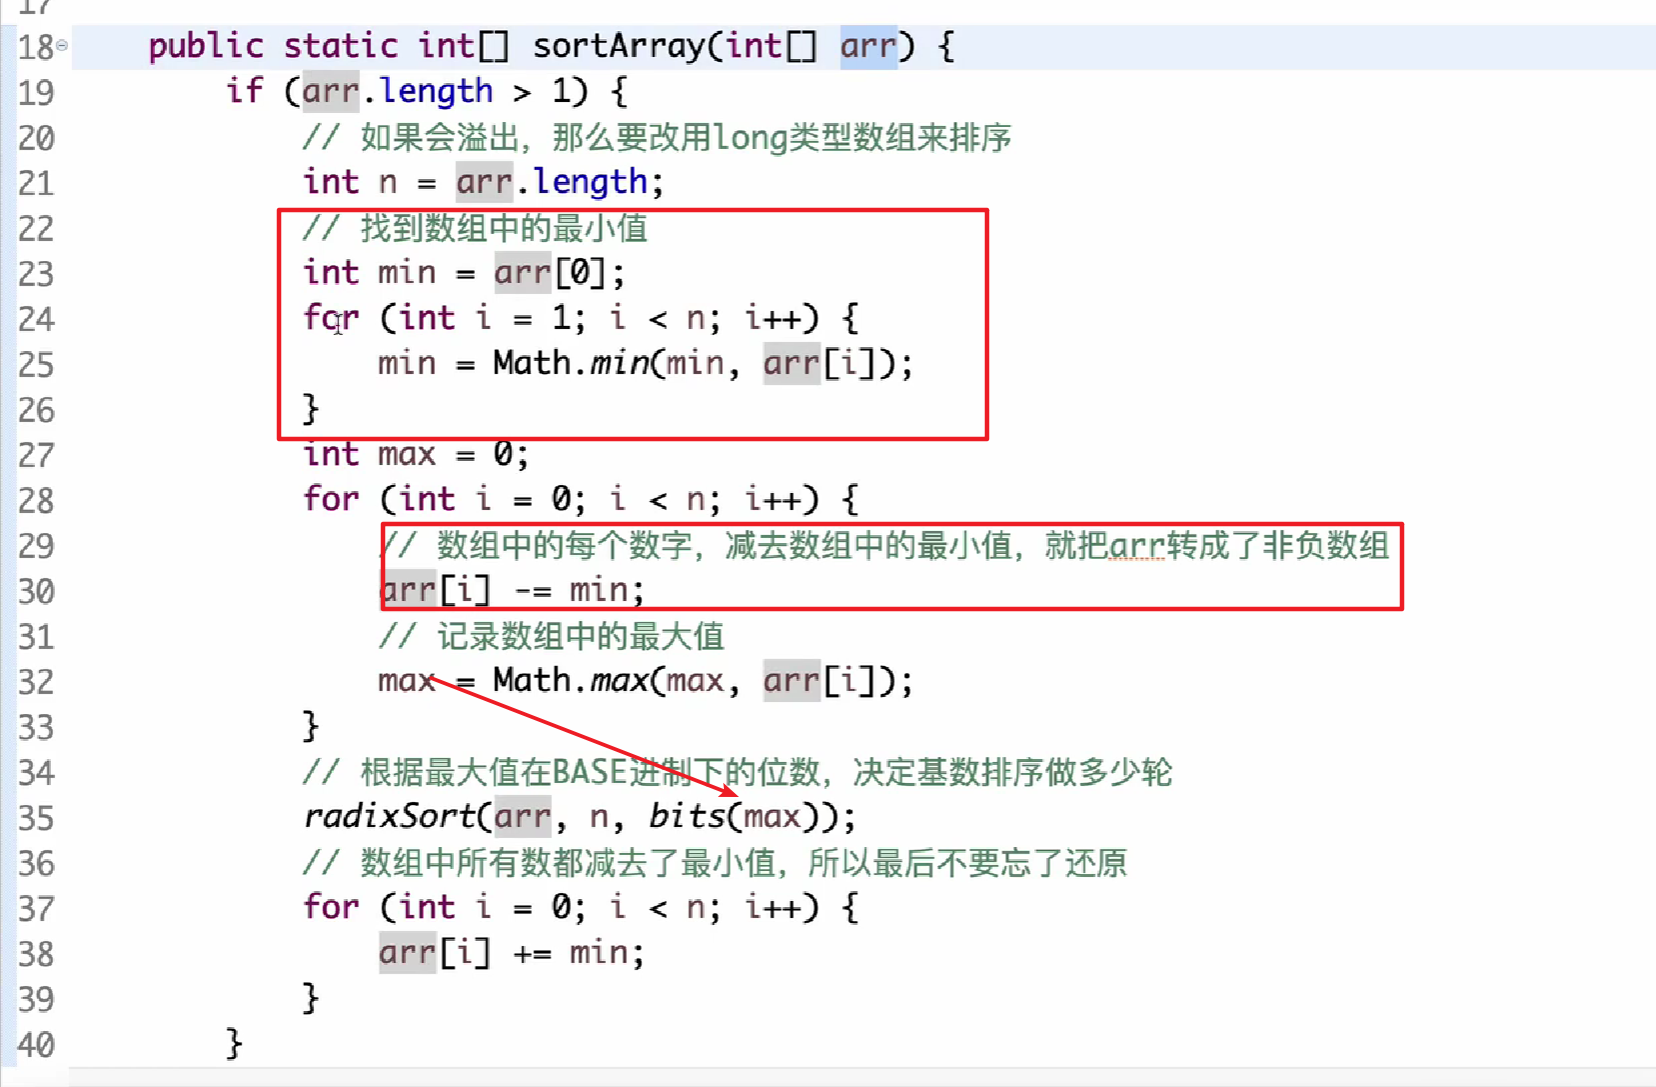 17
18 public static int[] sortArray(int[] arr) {
19 if (arr.length > 1) {
20 // 如果会溢出，那么要改用long类型数组来排序
21 int n = arr.length;
22 // 找到数组中的最小值
23 int min = arr[0];
24 for (int i = 1; i < n; i++) {
25 min = Math.min(min, arr[i]);
26 }
27 int max = 0;
28 for (int i = 0; i < n; i++) {
29 // 数组中的每个数字，减去数组中的最小值，就把arr转成了非负数组
30 arr[i] -= min;
31 // 记录数组中的最大值
32 max = Math.max(max, arr[i]);
33 }
34 // 根据最大值在BASE进制下的位数，决定基数排序做多少轮
35 radixSort(arr, n, bits(max));
36 // 数组中所有数都减去了最小值，所以最后不要忘了还原
37 for (int i = 0; i < n; i++) {
38 arr[i] += min;
39 }
40 }